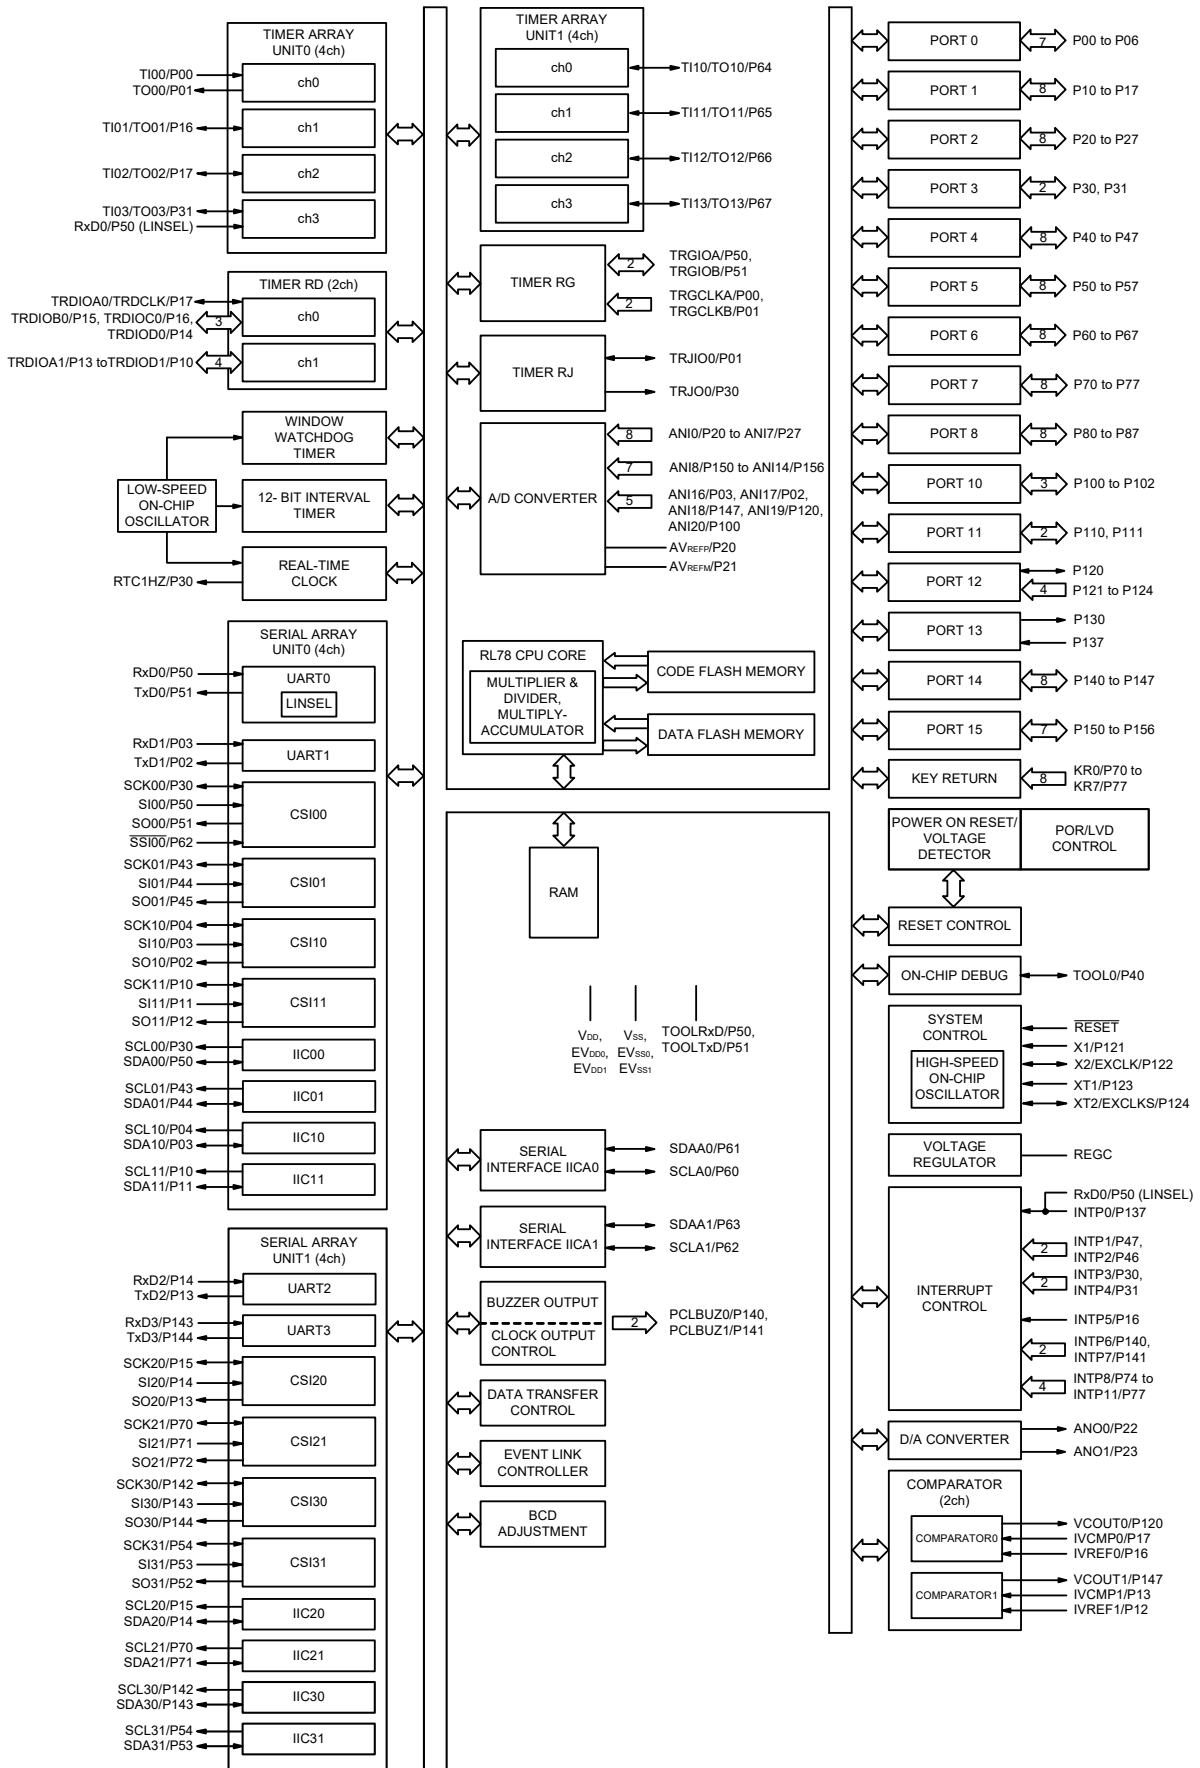 TIMER ARRAY
UNIT0 (4ch)
TI00/P00
TO00/P01
ch0
TI01/TO01/P16
ch1
TI02/TO02/P17
ch2
TI03/TO03/P31
RxD0/P50 (LINSEL)
ch3
TIMER RD (2ch)
TRDIOA0/TRDCLK/P17
TRDIOB0/P15, TRDIOC0/P16,
TRDIOD0/P14
3
ch0
TRDIOA1/P13 toTRDIOD1/P10
4
ch1
WINDOW
WATCHDOG
TIMER
LOW-SPEED
ON-CHIP
OSCILLATOR
12- BIT INTERVAL
TIMER
RTC1HZ/P30
REAL-TIME
CLOCK
SERIAL ARRAY
UNIT0 (4ch)
RxD0/P50
TxD0/P51
UART0
LINSEL
RxD1/P03
TxD1/P02
UART1
SCK00/P30
SI00/P50
SO00/P51
SSI00/P62
CSI00
SCK01/P43
SI01/P44
SO01/P45
CSI01
SCK10/P04
SI10/P03
SO10/P02
CSI10
SCK11/P10
SI11/P11
SO11/P12
CSI11
SCL00/P30
SDA00/P50
IIC00
SCL01/P43
SDA01/P44
IIC01
SCL10/P04
SDA10/P03
IIC10
SCL11/P10
SDA11/P11
IIC11
SERIAL ARRAY
UNIT1 (4ch)
RxD2/P14
TxD2/P13
UART2
RxD3/P143
TxD3/P144
UART3
SCK20/P15
SI20/P14
SO20/P13
CSI20
SCK21/P70
SI21/P71
SO21/P72
CSI21
SCK30/P142
SI30/P143
SO30/P144
CSI30
SCK31/P54
SI31/P53
SO31/P52
CSI31
SCL20/P15
SDA20/P14
IIC20
SCL21/P70
SDA21/P71
IIC21
SCL30/P142
SDA30/P143
IIC30
SCL31/P54
SDA31/P53
IIC31
TIMER ARRAY
UNIT1 (4ch)
ch0
TI10/TO10/P64
ch1
TI11/TO11/P65
ch2
TI12/TO12/P66
ch3
TI13/TO13/P67
TIMER RG
2
TRGIOA/P50,
TRGIOB/P51
2
TRGCLKA/P00,
TRGCLKB/P01
TIMER RJ
TRJIO0/P01
TRJO0/P30
A/D CONVERTER
8
ANI0/P20 to ANI7/P27
7
ANI8/P150 to ANI14/P156
5
ANI16/P03, ANI17/P02,
ANI18/P147, ANI19/P120,
ANI20/P100
AVREFP/P20
AVREFM/P21
RL78 CPU CORE
MULTIPLIER &
DIVIDER,
MULTIPLY-
ACCUMULATOR
CODE FLASH MEMORY
DATA FLASH MEMORY
RAM
VDD,
EVDD0,
EVDD1
VSS,
EVSS0,
EVSS1
TOOLRxD/P50,
TOOLTxD/P51
SERIAL
INTERFACE IICA0
SDAA0/P61
SCLA0/P60
SERIAL
INTERFACE IICA1
SDAA1/P63
SCLA1/P62
BUZZER OUTPUT
CLOCK OUTPUT
CONTROL
2
PCLBUZ0/P140,
PCLBUZ1/P141
DATA TRANSFER
CONTROL
EVENT LINK
CONTROLLER
BCD
ADJUSTMENT
PORT 0
7
P00 to P06
PORT 1
8
P10 to P17
PORT 2
8
P20 to P27
PORT 3
2
P30, P31
PORT 4
8
P40 to P47
PORT 5
8
P50 to P57
PORT 6
8
P60 to P67
PORT 7
8
P70 to P77
PORT 8
8
P80 to P87
PORT 10
3
P100 to P102
PORT 11
2
P110, P111
PORT 12
P120
4
P121 to P124
PORT 13
P130
P137
PORT 14
8
P140 to P147
PORT 15
7
P150 to P156
KEY RETURN
8
KR0/P70 to
KR7/P77
POWER ON RESET/
VOLTAGE
DETECTOR
POR/LVD
CONTROL
RESET CONTROL
ON-CHIP DEBUG
TOOL0/P40
SYSTEM
CONTROL
HIGH-SPEED
ON-CHIP
OSCILLATOR
RESET
X1/P121
X2/EXCLK/P122
XT1/P123
XT2/EXCLKS/P124
VOLTAGE
REGULATOR
REGC
INTERRUPT
CONTROL
RxD0/P50 (LINSEL)
INTP0/P137
2
INTP1/P47,
INTP2/P46
2
INTP3/P30,
INTP4/P31
INTP5/P16
2
INTP6/P140,
INTP7/P141
4
INTP8/P74 to
INTP11/P77
D/A CONVERTER
ANO0/P22
ANO1/P23
COMPARATOR
(2ch)
COMPARATOR0
VCOUT0/P120
IVCMP0/P17
IVREF0/P16
COMPARATOR1
VCOUT1/P147
IVCMP1/P13
IVREF1/P12